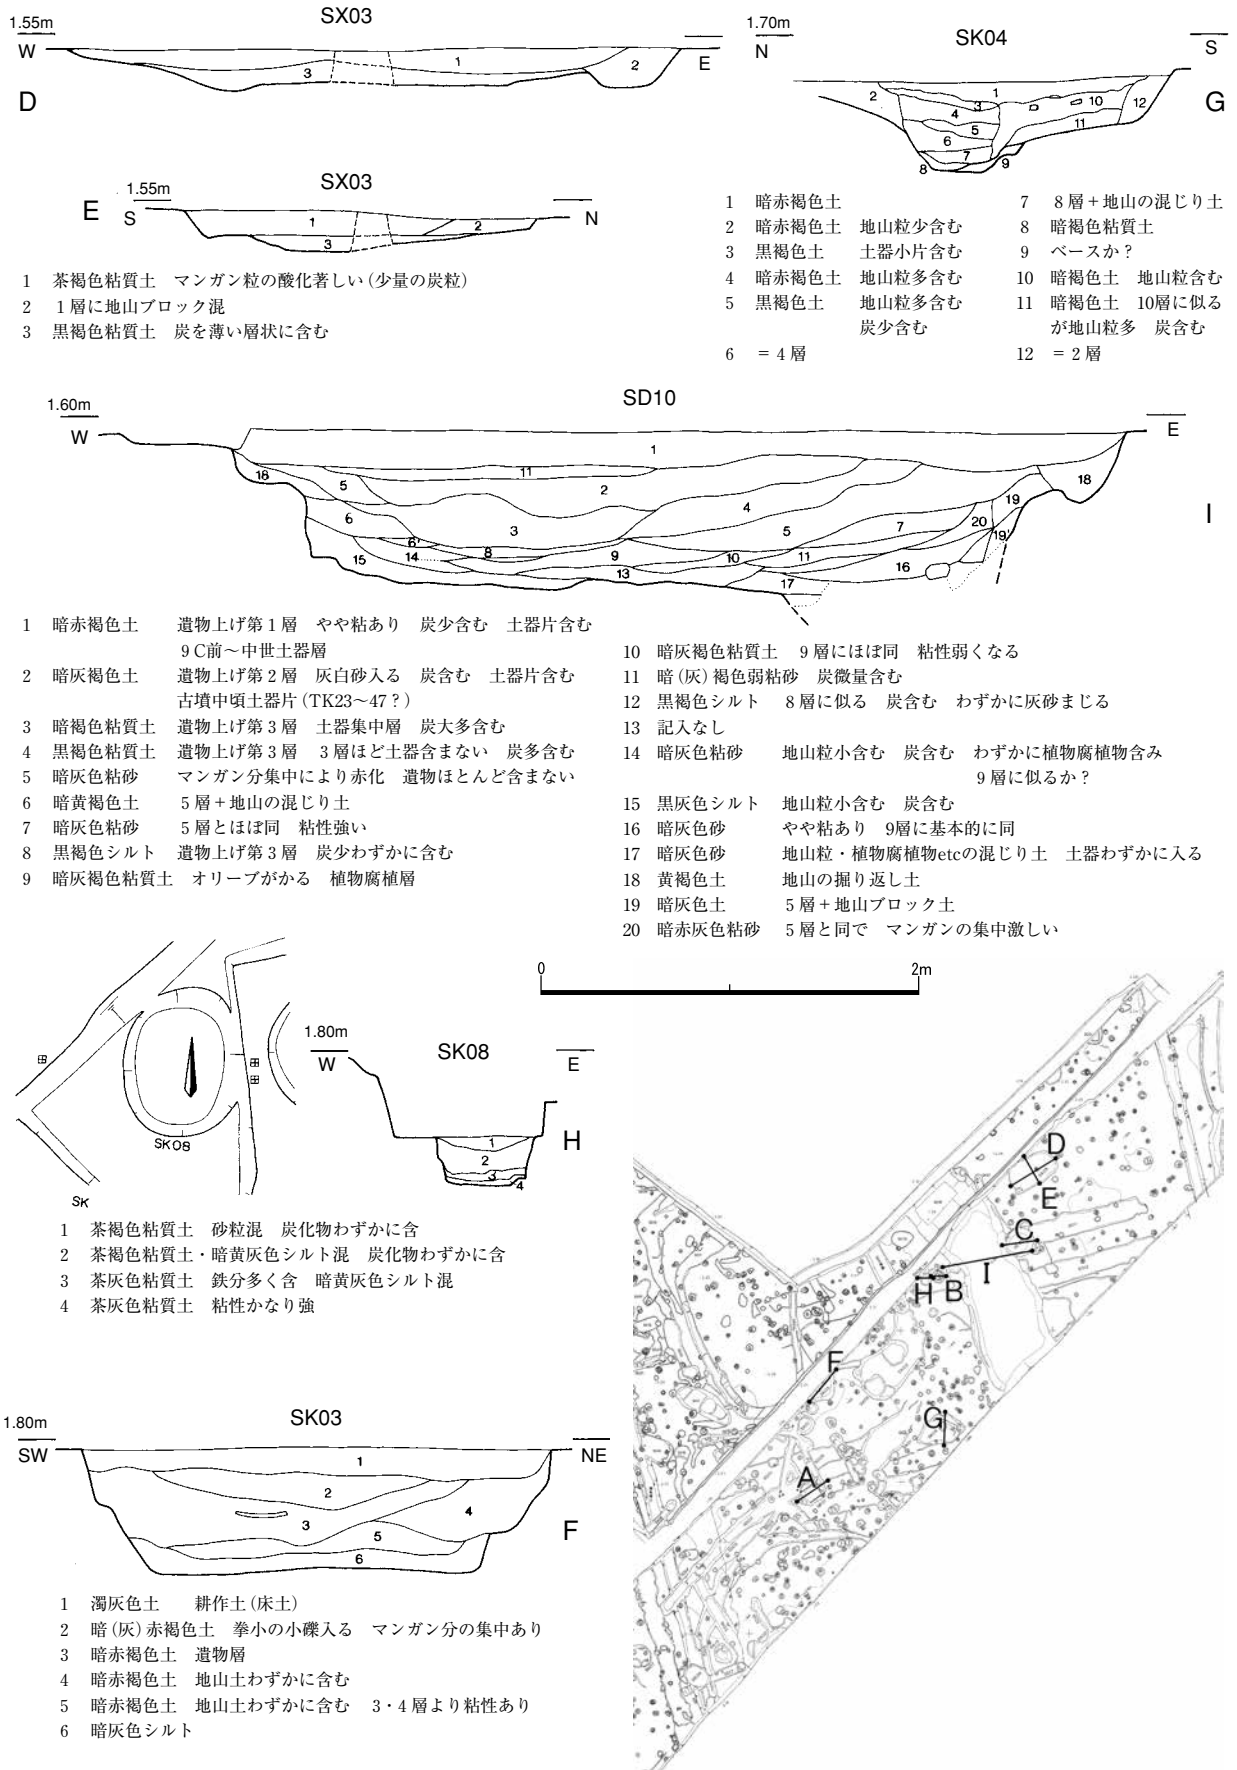 SX03
1.55m
W
E
1
2
3
D
SK04
1.70m
N
S
1
2
3
4
5
6
7
8
9
10
11
12
G
SX03
1.55m
E
S
N
1
2
3
1 茶褐色粘質土 マンガン粒の酸化著しい(少量の炭粒)
2 1層に地山ブロック混
3 黒褐色粘質土 炭を薄い層状に含む
1 暗赤褐色土
2 暗赤褐色土 地山粒少含む
3 黒褐色土 土器小片含む
4 暗赤褐色土 地山粒多含む
5 黒褐色土 地山粒多含む
炭少含む
6 =4層
7 8層+地山の混じり土
8 暗褐色粘質土
9 ベースか?
10 暗褐色土 地山粒含む
11 暗褐色土 10層に似る
が地山粒多 炭含む
12 =2層
SD10
1.60m
W
E
1
11
18
5
2
18
4
19
6
3
5
7
20
19'
6'
8
9
10
11
15
14
13
16
17
I
1 暗赤褐色土 遺物上げ第1層 やや粘あり 炭少含む 土器片含む
9C前~中世土器層
2 暗灰褐色土 遺物上げ第2層 灰白砂入る 炭含む 土器片含む
古墳中頃土器片(TK23~47?)
3 暗褐色粘質土 遺物上げ第3層 土器集中層 炭大多含む
4 黒褐色粘質土 遺物上げ第3層 3層ほど土器含まない 炭多含む
5 暗灰色粘砂 マンガン分集中により赤化 遺物ほとんど含まない
6 暗黄褐色土 5層+地山の混じり土
7 暗灰色粘砂 5層とほぼ同 粘性強い
8 黒褐色シルト 遺物上げ第3層 炭少わずかに含む
9 暗灰褐色粘質土 オリーブがかる 植物腐植層
10 暗灰褐色粘質土 9層にほぼ同 粘性弱くなる
11 暗(灰)褐色弱粘砂 炭微量含む
12 黒褐色シルト 8層に似る 炭含む わずかに灰砂まじる
13 記入なし
14 暗灰色粘砂 地山粒小含む 炭含む わずかに植物腐植物含み
9層に似るか?
15 黒灰色シルト 地山粒小含む 炭含む
16 暗灰色砂 やや粘あり 9層に基本的に同
17 暗灰色砂 地山粒・植物腐植物etcの混じり土 土器わずかに入る
18 黄褐色土 地山の掘り返し土
19 暗灰色土 5層+地山ブロック土
20 暗赤灰色粘砂 5層と同で マンガンの集中激しい
0
2m
SK08
SK
1.80m
W
SK08
E
1
2
3
4
H
1 茶褐色粘質土 砂粒混 炭化物わずかに含
2 茶褐色粘質土・暗黄灰色シルト混 炭化物わずかに含
3 茶灰色粘質土 鉄分多く含 暗黄灰色シルト混
4 茶灰色粘質土 粘性かなり強
D
E
C
I
H
B
F
G
A
SK03
1.80m
SW
NE
1
2
3
4
5
6
F
1 濁灰色土 耕作土(床土)
2 暗(灰)赤褐色土 拳小の小礫入る マンガン分の集中あり
3 暗赤褐色土 遺物層
4 暗赤褐色土 地山土わずかに含む
5 暗赤褐色土 地山土わずかに含む 3・4層より粘性あり
6 暗灰色シルト